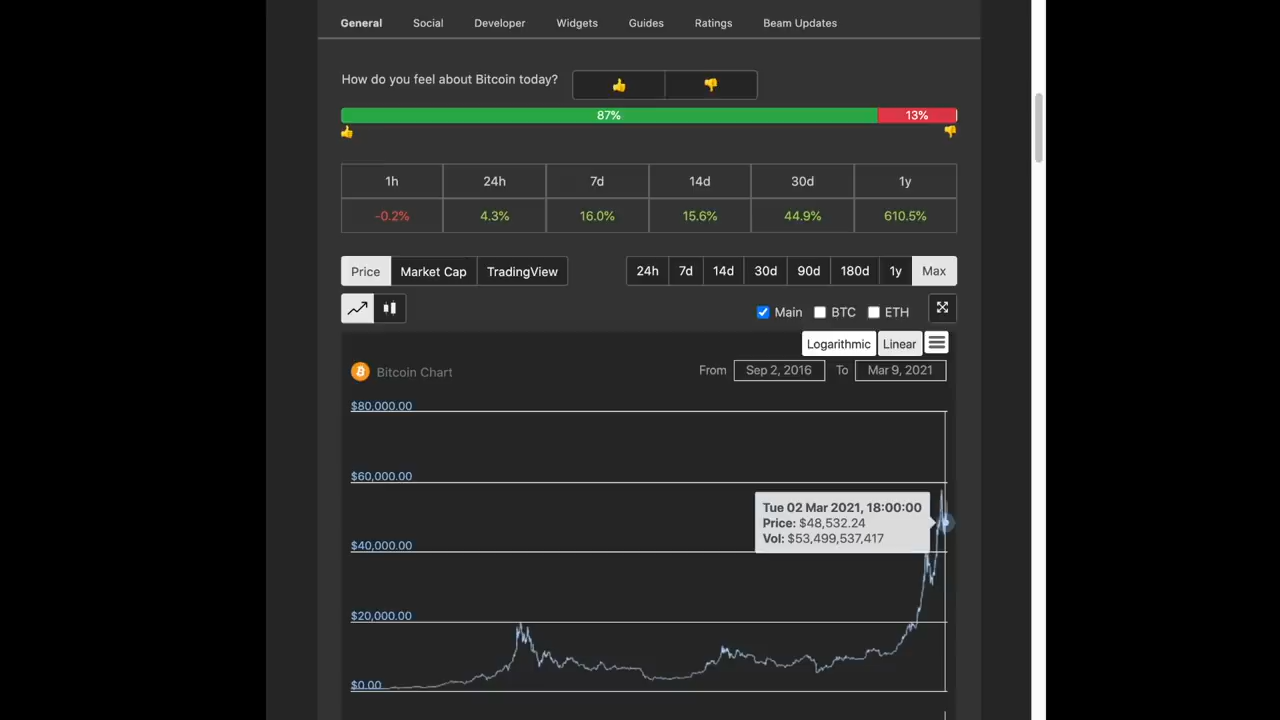 General Social Developer Widgets Guides Ratings Beam Updates
How do you feel about Bitcoin today? 👍 👎
87% 13%
👍 👎
1h 24h 7d 14d 30d 1y
-0.2% 4.3% 16.0% 15.6% 44.9% 610.5%
Price Market Cap TradingView 24h 7d 14d 30d 90d 180d 1y Max
Main BTC ETH
Logarithmic Linear
Bitcoin Chart From Sep 2, 2016 To Mar 9, 2021
$80,000.00
$60,000.00
Tue 02 Mar 2021, 18:00:00
Price: $48,532.24
Vol: $53,499,537,417
$40,000.00
$20,000.00
$0.00